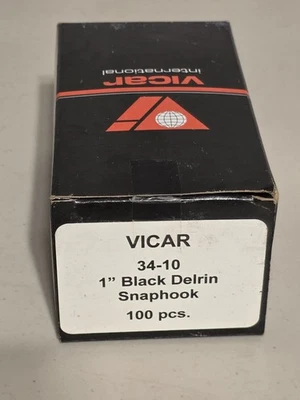 vicar
international
VICAR
34-10
1” Black Delrin
Snaphook
100 pcs.